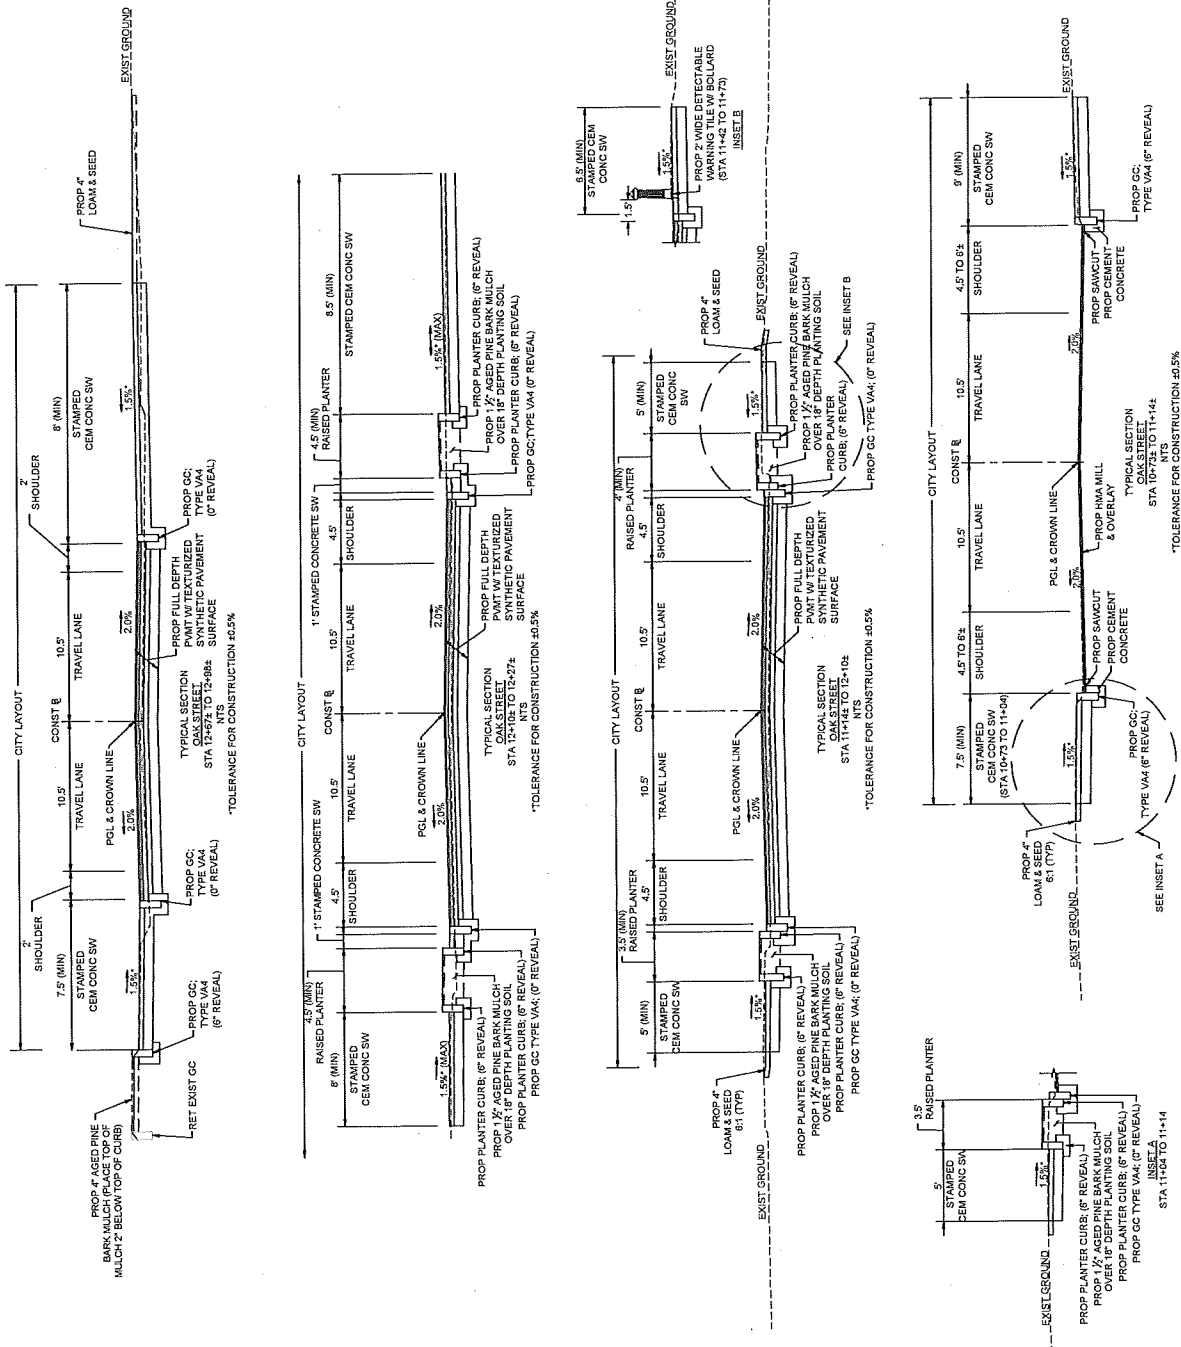 CITY LAYOUT
2'
SHOULDER
7.5' (MIN)
STAMPED
CEM CONC SW
10.5'
TRAVEL LANE
CONST B
10.5'
TRAVEL LANE
2'
SHOULDER
8' (MIN)
STAMPED
CEM CONC SW
PROP 4" AGED PINE
BARK MULCH (PLACE TOP OF
MULCH 2" BELOW TOP OF CURB)
1.5%*
PGL & CROWN LINE
2.0%
2.0%
1.5%*
PROP 4"
LOAM & SEED
EXIST GROUND
RET EXIST GC
PROP GC;
TYPE VA4
(6" REVEAL)
PROP GC;
TYPE VA4
(0" REVEAL)
PROP FULL DEPTH
PVMT W/ TEXTURIZED
SYNTHETIC PAVEMENT
SURFACE
PROP GC;
TYPE VA4
(0" REVEAL)
TYPICAL SECTION
OAK STREET
STA 12+67± TO 12+98±
NTS
*TOLERANCE FOR CONSTRUCTION ±0.5%
CITY LAYOUT
8' (MIN)
STAMPED
CEM CONC SW
4.5' (MIN)
RAISED PLANTER
1' STAMPED CONCRETE SW
4.5'
SHOULDER
10.5'
TRAVEL LANE
CONST B
10.5'
TRAVEL LANE
4.5'
SHOULDER
1' STAMPED CONCRETE SW
4.5' (MIN)
RAISED PLANTER
8.5' (MIN)
STAMPED CEM CONC SW
1.5%* (MAX)
PGL & CROWN LINE
2.0%
2.0%
1.5%* (MAX)
PROP PLANTER CURB; (6" REVEAL)
PROP 1 ½" AGED PINE BARK MULCH
OVER 18" DEPTH PLANTING SOIL
PROP PLANTER CURB; (6" REVEAL)
PROP GC TYPE VA4; (0" REVEAL)
PROP FULL DEPTH
PVMT W/ TEXTURIZED
SYNTHETIC PAVEMENT
SURFACE
PROP PLANTER CURB; (6" REVEAL)
PROP 1 ½" AGED PINE BARK MULCH
OVER 18" DEPTH PLANTING SOIL
PROP PLANTER CURB; (6" REVEAL)
PROP GC;TYPE VA4 (0" REVEAL)
TYPICAL SECTION
OAK STREET
STA 12+10± TO 12+27±
NTS
*TOLERANCE FOR CONSTRUCTION ±0.5%
6.5' (MIN)
STAMPED CEM
CONC SW
1.5'
1.5%*
EXIST GROUND
PROP 2' WIDE DETECTABLE
WARNING TILE W/ BOLLARD
(STA 11+42 TO 11+73)
INSET B
CITY LAYOUT
5' (MIN)
STAMPED
CEM CONC SW
3.5' (MIN)
RAISED PLANTER
4.5'
SHOULDER
10.5'
TRAVEL LANE
CONST B
10.5'
TRAVEL LANE
4.5'
SHOULDER
4' (MIN)
RAISED PLANTER
5' (MIN)
STAMPED
CEM CONC
SW
EXIST GROUND
PROP 4"
LOAM & SEED
6:1 (TYP)
1.5%*
PGL & CROWN LINE
2.0%
2.0%
1.5%*
PROP 4"
LOAM & SEED
EXIST GROUND
PROP PLANTER CURB; (6" REVEAL)
PROP 1 ½" AGED PINE BARK MULCH
OVER 18" DEPTH PLANTING SOIL
PROP PLANTER CURB; (6" REVEAL)
PROP GC TYPE VA4; (0" REVEAL)
PROP FULL DEPTH
PVMT W/ TEXTURIZED
SYNTHETIC PAVEMENT
SURFACE
PROP PLANTER CURB; (6" REVEAL)
PROP 1 ½" AGED PINE BARK MULCH
OVER 18" DEPTH PLANTING SOIL
PROP PLANTER
CURB; (6" REVEAL)
PROP GC TYPE VA4; (0" REVEAL)
SEE INSET B
TYPICAL SECTION
OAK STREET
STA 11+14± TO 12+10±
NTS
*TOLERANCE FOR CONSTRUCTION ±0.5%
CITY LAYOUT
7.5' (MIN)
STAMPED
CEM CONC SW
(STA 10+73 TO 11+04)
4.5' TO 6'±
SHOULDER
10.5'
TRAVEL LANE
CONST B
10.5'
TRAVEL LANE
4.5' TO 6'±
SHOULDER
9' (MIN)
STAMPED
CEM CONC SW
EXIST GROUND
PROP 4"
LOAM & SEED
6:1 (TYP)
1.5%*
PGL & CROWN LINE
2.0%
2.0%
1.5%*
EXIST GROUND
PROP GC;
TYPE VA4 (6" REVEAL)
PROP SAWCUT
PROP CEMENT
CONCRETE
PROP HMA MILL
& OVERLAY
PROP SAWCUT
PROP CEMENT
CONCRETE
PROP GC;
TYPE VA4 (6" REVEAL)
SEE INSET A
TYPICAL SECTION
OAK STREET
STA 10+73± TO 11+14±
NTS
*TOLERANCE FOR CONSTRUCTION ±0.5%
5'
STAMPED
CEM CONC SW
3.5'
RAISED PLANTER
EXIST GROUND
1.5%*
PROP PLANTER CURB; (6" REVEAL)
PROP 1 ½" AGED PINE BARK MULCH
OVER 18" DEPTH PLANTING SOIL
PROP PLANTER CURB; (6" REVEAL)
PROP GC TYPE VA4; (0" REVEAL)
INSET A
STA 11+04 TO 11+14